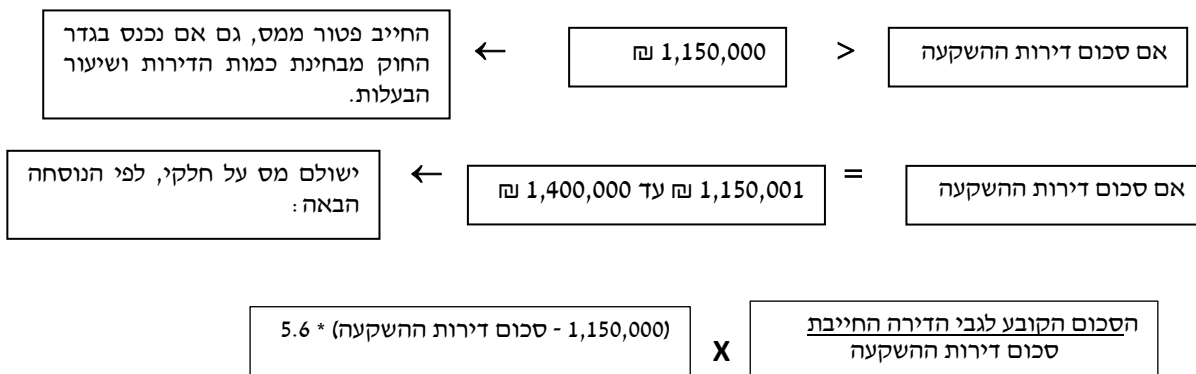 אם סכום דירות ההשקעה > 1,150,000 ₪ ← החייב פטור ממס, גם אם נכנס בגדר
החוק מבחינת כמות הדירות ושיעור
הבעלות.
אם סכום דירות ההשקעה = 1,150,001 ₪ עד 1,400,000 ₪ ← ישולם מס על חלקי, לפי הנוסחה
הבאה:
הסכום הקובע לגבי הדירה החייבת
סכום דירות ההשקעה
X
(1,150,000 - סכום דירות ההשקעה) * 5.6